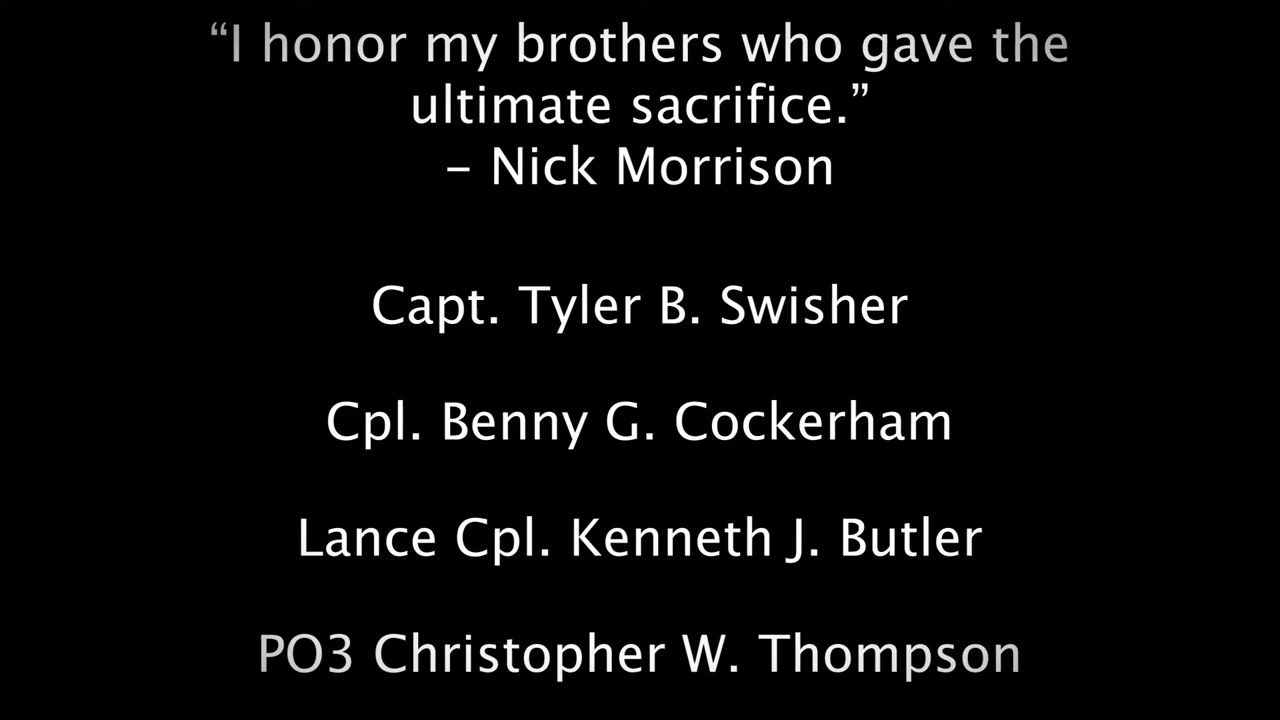 “I honor my brothers who gave the
ultimate sacrifice.”
– Nick Morrison
Capt. Tyler B. Swisher
Cpl. Benny G. Cockerham
Lance Cpl. Kenneth J. Butler
PO3 Christopher W. Thompson